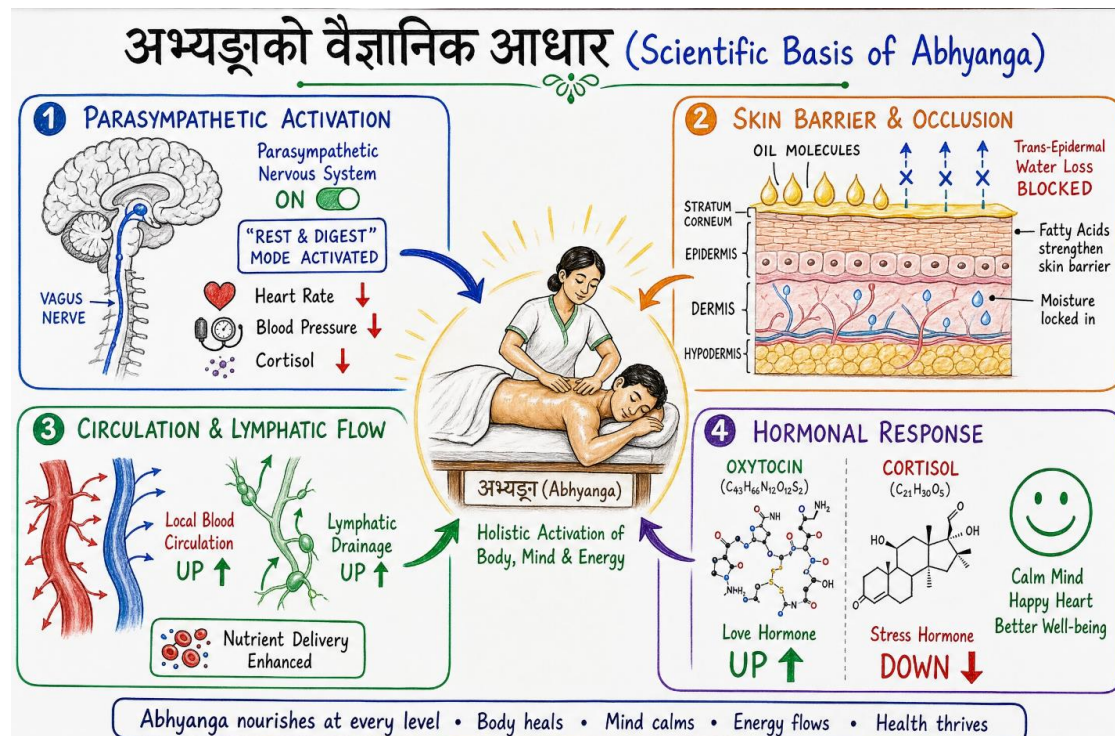 अभ्यङ्गको वैज्ञानिक आधार (Scientific Basis of Abhyanga)
1 PARASYMPATHETIC ACTIVATION
Parasympathetic
Nervous System
ON
"REST & DIGEST"
MODE ACTIVATED
VAGUS
NERVE
Heart Rate
Blood Pressure
Cortisol
2 SKIN BARRIER & OCCLUSION
OIL MOLECULES
Trans-Epidermal
Water Loss
BLOCKED
STRATUM
CORNEUM
EPIDERMIS
DERMIS
HYPODERMIS
Fatty Acids
strengthen
skin barrier
Moisture
locked in
3 CIRCULATION & LYMPHATIC FLOW
Local Blood
Circulation
UP
Lymphatic
Drainage
UP
Nutrient Delivery
Enhanced
(Abhyanga)
Holistic Activation of
Body, Mind & Energy
4 HORMONAL RESPONSE
OXYTOCIN
(C₄₃H₆₆N₁₂O₁₂S₂)
NH
NH₂
OH
S
S
Love Hormone
UP
CORTISOL
(C₂₁H₃₀O₅)
HO
OH
O
Stress Hormone
DOWN
Calm Mind
Happy Heart
Better Well-being
Abhyanga nourishes at every level • Body heals • Mind calms • Energy flows • Health thrives